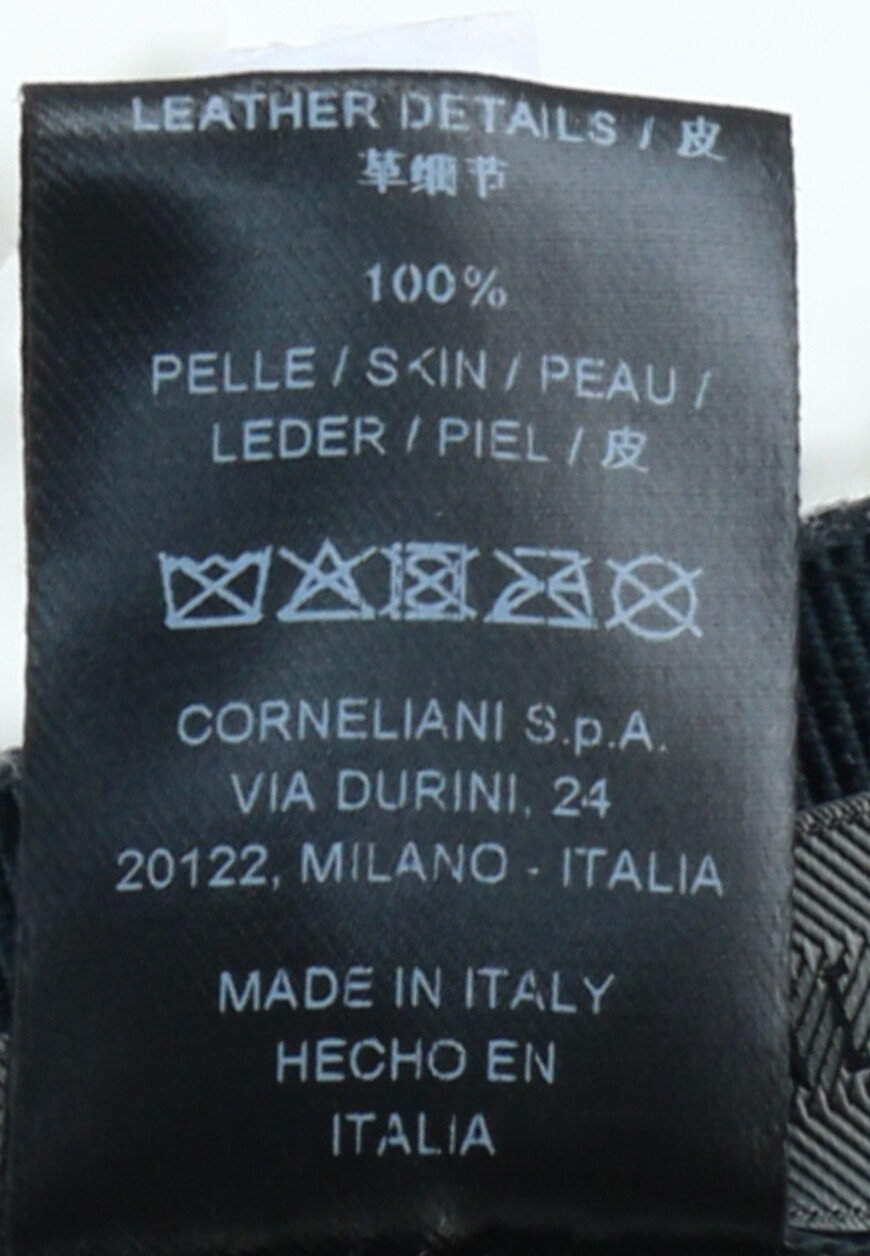 LEATHER DETAILS / 皮
革细节
100%
PELLE / SKIN / PEAU /
LEDER / PIEL / 皮
CORNELIANI S.p.A.
VIA DURINI, 24
20122, MILANO - ITALIA
MADE IN ITALY
HECHO EN
ITALIA